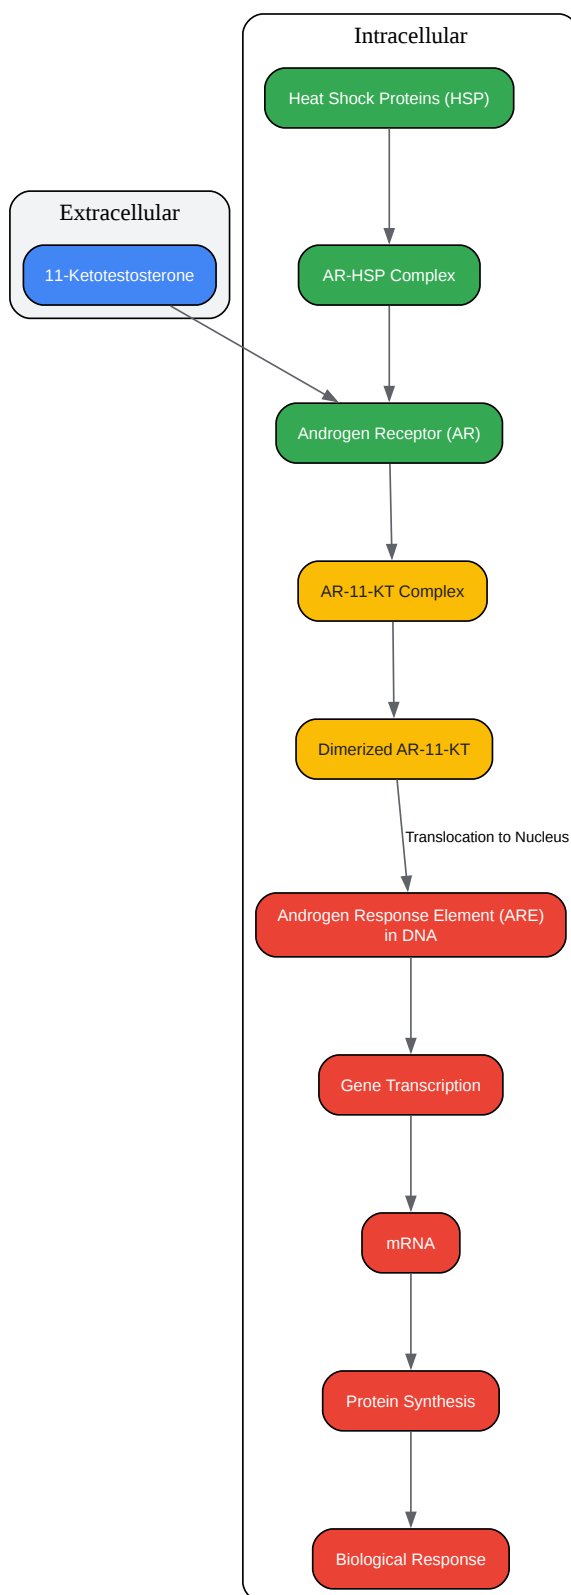 Intracellular
Heat Shock Proteins (HSP)
Extracellular
11-Ketotestosterone
AR-HSP Complex
Androgen Receptor (AR)
AR-11-KT Complex
Dimerized AR-11-KT
Translocation to Nucleus
Androgen Response Element (ARE)
in DNA
Gene Transcription
mRNA
Protein Synthesis
Biological Response